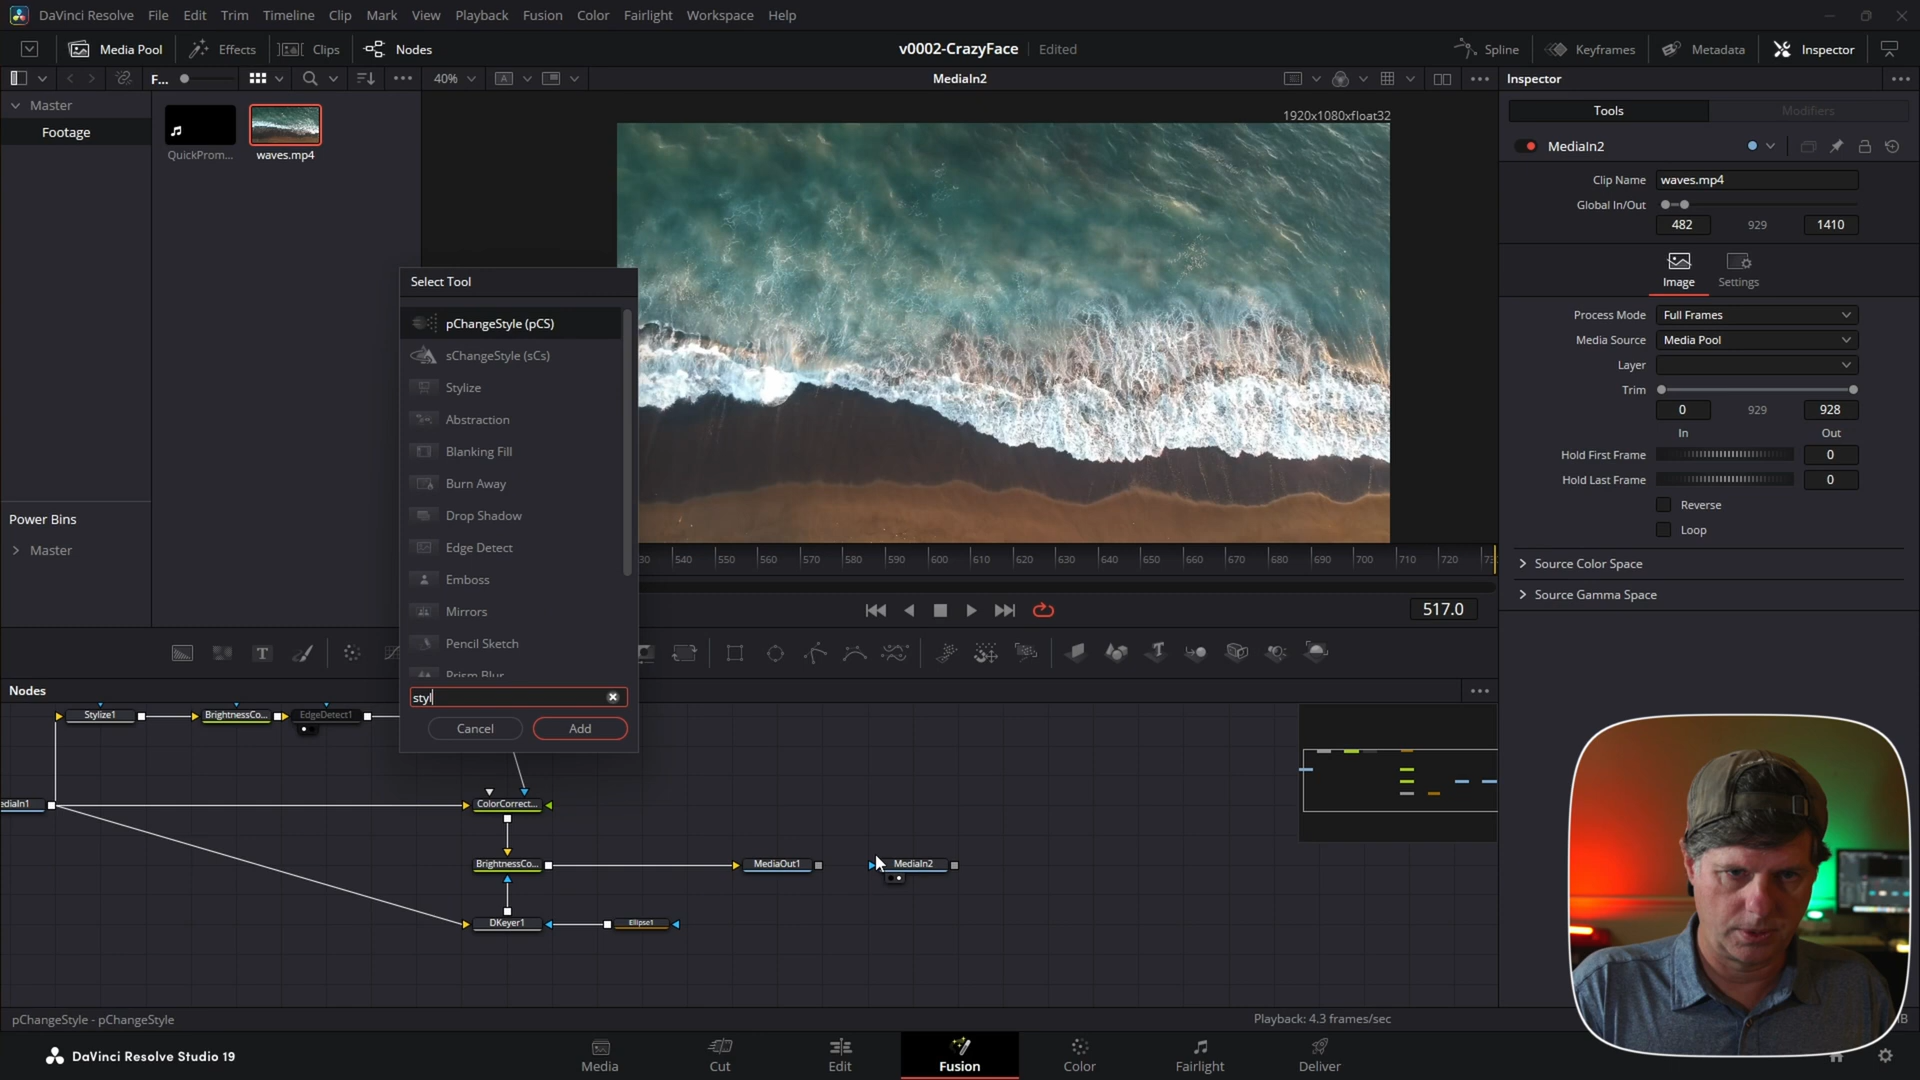 DaVinci Resolve File Edit Trim Timeline Clip Mark View Playback Fusion Color Fairlight Workspace Help
Media Pool Effects Clips Nodes v0002-CrazyFace Edited Spline Keyframes Metadata Inspector
F... 40% MediaIn2 Inspector
Master
Footage
QuickProm... waves.mp4
Power Bins
Master
1920x1080xfloat32
Select Tool
pChangeStyle (pCS)
sChangeStyle (sCs)
Stylize
Abstraction
Blanking Fill
Burn Away
Drop Shadow
Edge Detect
Emboss
Mirrors
Pencil Sketch
Prism Blur
styl
Cancel Add
30 540 550 560 570 580 590 600 610 620 630 640 650 660 670 680 690 700 710 720
517.0
Tools Modifiers
MediaIn2
Clip Name waves.mp4
Global In/Out
482 929 1410
Image Settings
Process Mode Full Frames
Media Source Media Pool
Layer
Trim
0 929 928
In Out
Hold First Frame 0
Hold Last Frame 0
Reverse
Loop
Source Color Space
Source Gamma Space
Nodes
Stylize1 BrightnessCo... EdgeDetect1
ediaIn1 ColorCorrect...
BrightnessCo... MediaOut1 MediaIn2
DKeyer1 Ellipse1
pChangeStyle - pChangeStyle Playback: 4.3 frames/sec
DaVinci Resolve Studio 19 Media Cut Edit Fusion Color Fairlight Deliver